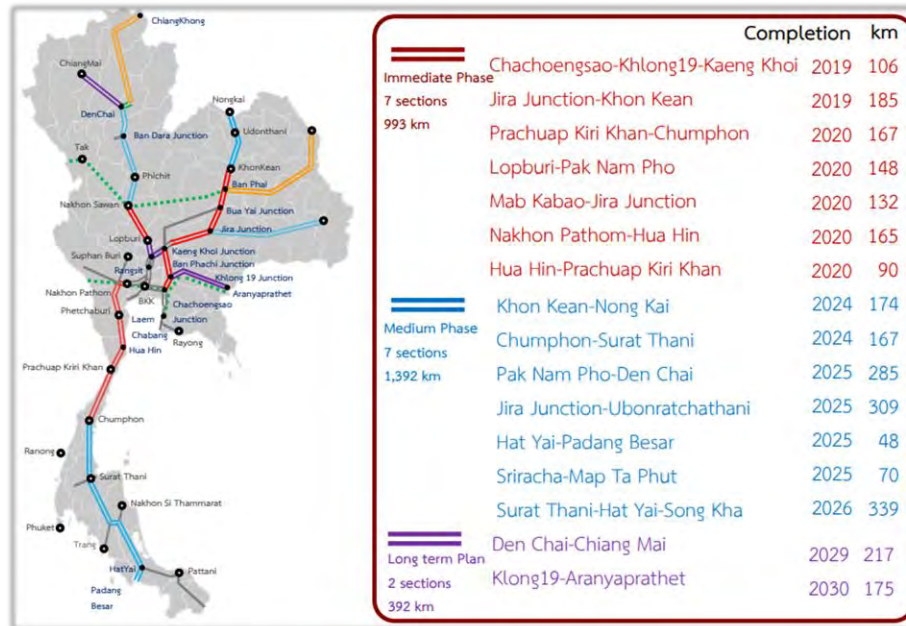 ChiangKhong
ChiangMai
DenChai
Nongkai
Udonthani
Ban Dara Junction
Tak
Phichit
KhonKean
Ban Phai
Nakhon Sawan
Bua Yai Junction
Lopburi
Jira Junction
Suphan Buri
Kaeng Khoi Junction
Ban Phachi Junction
Rangsit
Khlong 19 Junction
Nakhon Pathom
Aranyaprathet
BKK
Chachoengsao
Junction
Phetchaburi
Laem
Chabang
Rayong
Hua Hin
Prachuap Kriri Khan
Chumphon
Ranong
Surat Thani
Nakhon Si Thammarat
Phuket
Trang
HatYai
Pattani
Padang
Besar
Completion km
Immediate Phase
7 sections
993 km
Chachoengsao-Khlong19-Kaeng Khoi 2019 106
Jira Junction-Khon Kean 2019 185
Prachuap Kiri Khan-Chumphon 2020 167
Lopburi-Pak Nam Pho 2020 148
Mab Kabao-Jira Junction 2020 132
Nakhon Pathom-Hua Hin 2020 165
Hua Hin-Prachuap Kiri Khan 2020 90
Medium Phase
7 sections
1,392 km
Khon Kean-Nong Kai 2024 174
Chumphon-Surat Thani 2024 167
Pak Nam Pho-Den Chai 2025 285
Jira Junction-Ubonratchathani 2025 309
Hat Yai-Padang Besar 2025 48
Sriracha-Map Ta Phut 2025 70
Surat Thani-Hat Yai-Song Kha 2026 339
Long term Plan
2 sections
392 km
Den Chai-Chiang Mai 2029 217
Klong19-Aranyaprathet 2030 175